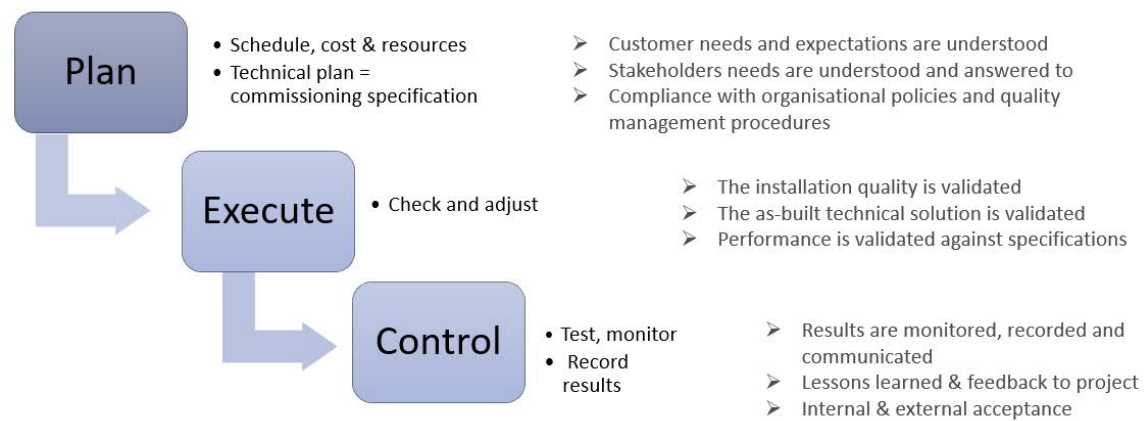 Plan
• Schedule, cost & resources
• Technical plan =
commissioning specification
➢ Customer needs and expectations are understood
➢ Stakeholders needs are understood and answered to
➢ Compliance with organisational policies and quality
management procedures
Execute
• Check and adjust
➢ The installation quality is validated
➢ The as-built technical solution is validated
➢ Performance is validated against specifications
Control
• Test, monitor
• Record
results
➢ Results are monitored, recorded and
communicated
➢ Lessons learned & feedback to project
➢ Internal & external acceptance